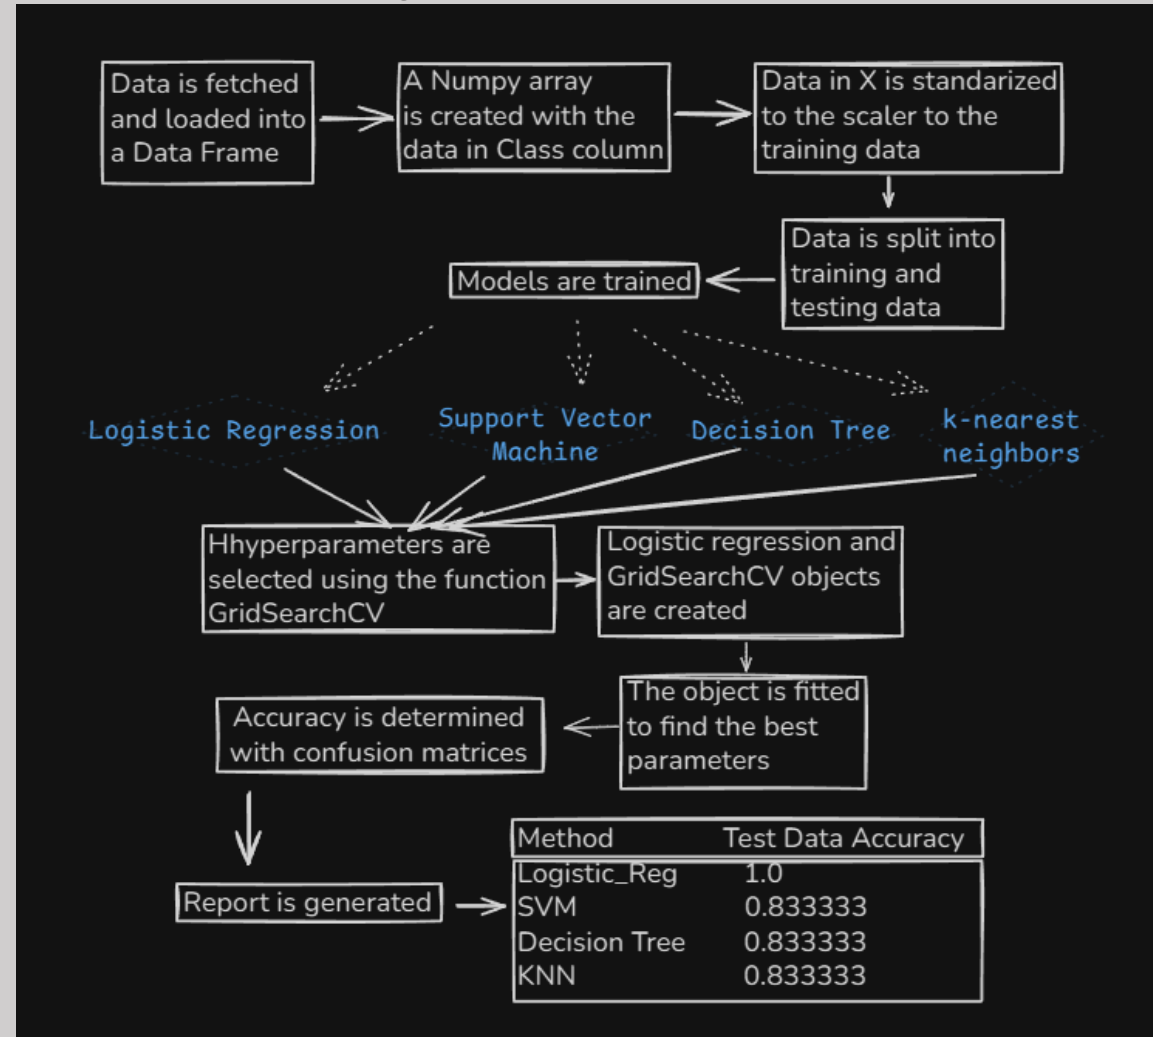 Data is fetched
and loaded into
a Data Frame
A Numpy array
is created with the
data in Class column
Data in X is standarized
to the scaler to the
training data
Data is split into
training and
testing data
Models are trained
Logistic Regression
Support Vector
Machine
Decision Tree
k-nearest
neighbors
Hhyperparameters are
selected using the function
GridSearchCV
Logistic regression and
GridSearchCV objects
are created
The object is fitted
to find the best
parameters
Accuracy is determined
with confusion matrices
Report is generated
Method Test Data Accuracy
Logistic_Reg 1.0
SVM 0.833333
Decision Tree 0.833333
KNN 0.833333